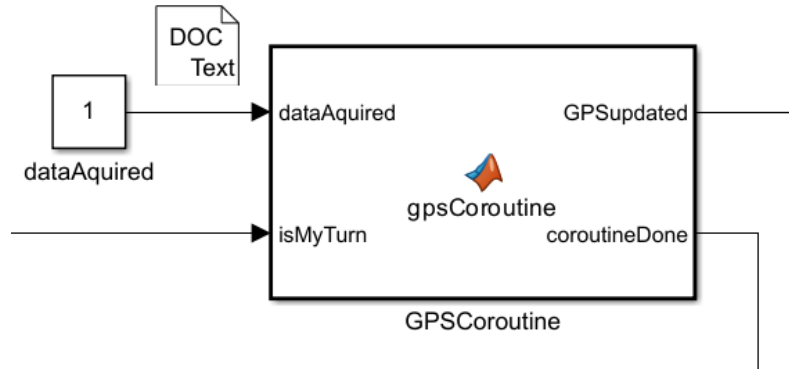 DOC
Text
1
dataAquired
dataAquired
GPSupdated
gpsCoroutine
isMyTurn
coroutineDone
GPSCoroutine